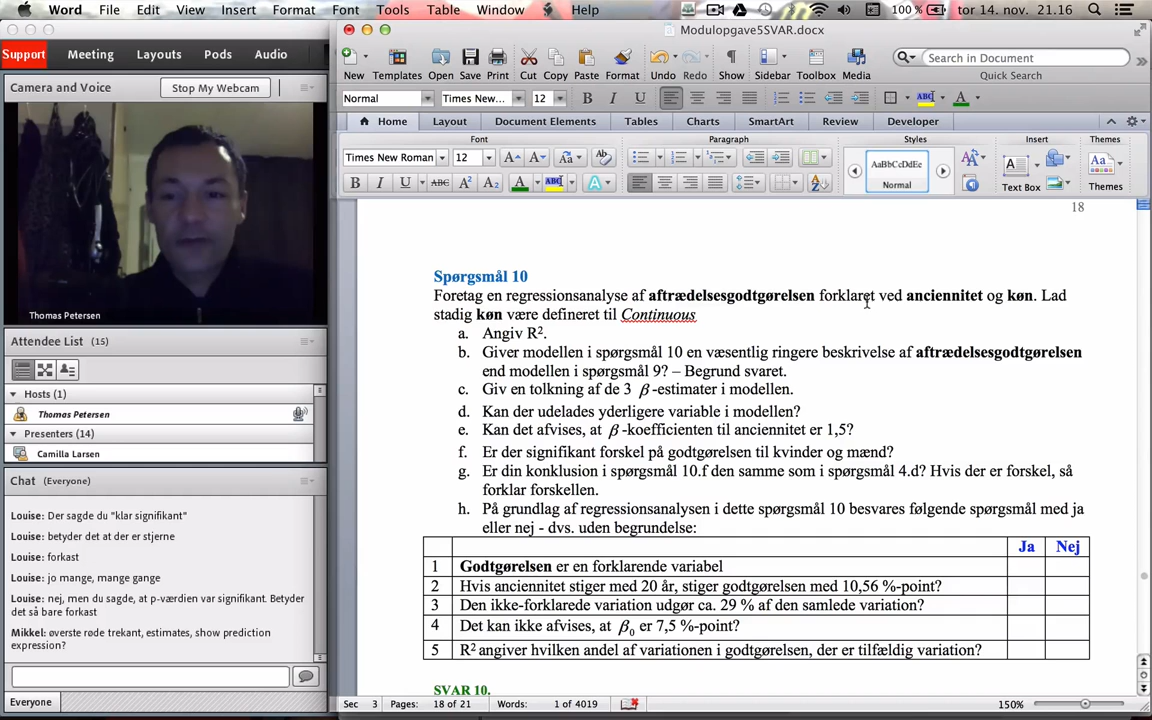 Word File Edit View Insert Format Font Tools Table Window Help 100 % tor 14. nov. 21.16
Support Meeting Layouts Pods Audio
Camera and Voice Stop My Webcam
Thomas Petersen
Attendee List (15)
Hosts (1)
Thomas Petersen
Presenters (14)
Camilla Larsen
Chat (Everyone)
Louise: Der sagde du "klar signifikant"
Louise: betyder det at der er stjerne
Louise: forkast
Louise: jo mange, mange gange
Louise: nej, men du sagde, at p-værdien var signifikant. Betyder
det så bare forkast
Mikkel: øverste røde trekant, estimates, show prediction
expression?
Everyone
Modulopgave5SVAR.docx
New Templates Open Save Print Cut Copy Paste Format Undo Redo Show Sidebar Toolbox Media
Search in Document
Quick Search
Normal Times New... 12 B I U ABC A
Home Layout Document Elements Tables Charts SmartArt Review Developer
Font Paragraph Styles Insert Themes
Times New Roman 12 A A Aa
AaBbCcDdEe
Normal
Text Box Themes
B I U ABC A² A₂ A ABC A
18
Spørgsmål 10
Foretag en regressionsanalyse af aftrædelsesgodtgørelsen forklaret ved anciennitet og køn. Lad
stadig køn være defineret til Continuous
a. Angiv R².
b. Giver modellen i spørgsmål 10 en væsentlig ringere beskrivelse af aftrædelsesgodtgørelsen
end modellen i spørgsmål 9? – Begrund svaret.
c. Giv en tolkning af de 3 β -estimater i modellen.
d. Kan der udelades yderligere variable i modellen?
e. Kan det afvises, at β -koefficienten til anciennitet er 1,5?
f. Er der signifikant forskel på godtgørelsen til kvinder og mænd?
g. Er din konklusion i spørgsmål 10.f den samme som i spørgsmål 4.d? Hvis der er forskel, så
forklar forskellen.
h. På grundlag af regressionsanalysen i dette spørgsmål 10 besvares følgende spørgsmål med ja
eller nej - dvs. uden begrundelse:
Ja Nej
1 Godtgørelsen er en forklarende variabel
2 Hvis anciennitet stiger med 20 år, stiger godtgørelsen med 10,56 %-point?
3 Den ikke-forklarede variation udgør ca. 29 % af den samlede variation?
4 Det kan ikke afvises, at β₀ er 7,5 %-point?
5 R² angiver hvilken andel af variationen i godtgørelsen, der er tilfældig variation?
SVAR 10.
Sec 3 Pages: 18 of 21 Words: 1 of 4019 150%